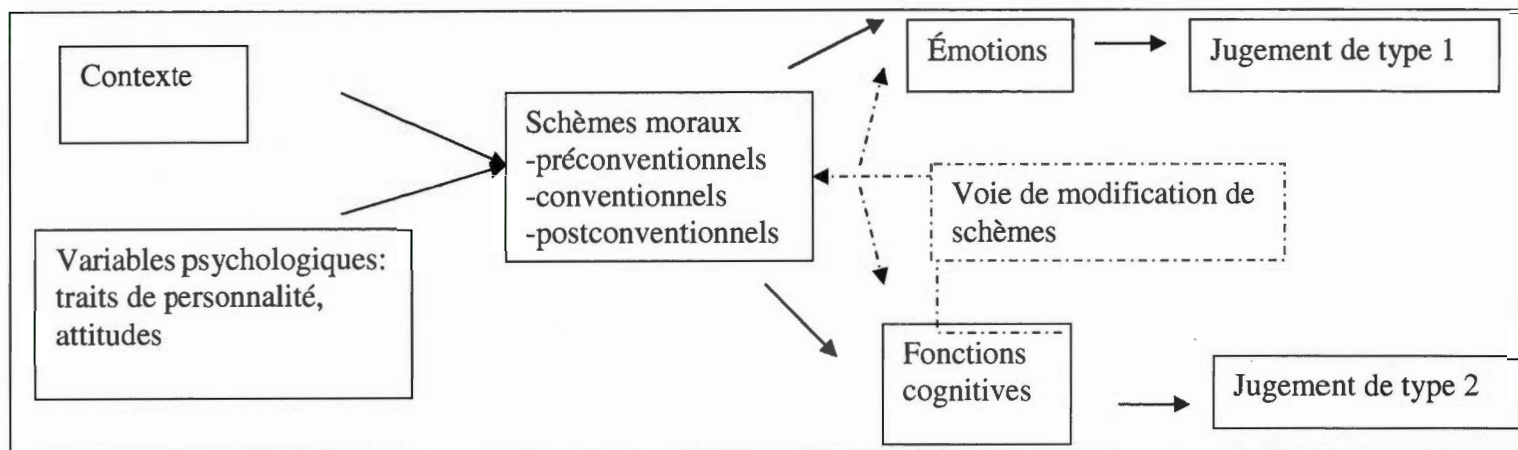 Contexte
Variables psychologiques:
traits de personnalité,
attitudes
Schèmes moraux
-préconventionnels
-conventionnels
-postconventionnels
Émotions
Jugement de type 1
Voie de modification de
schèmes
Fonctions
cognitives
Jugement de type 2